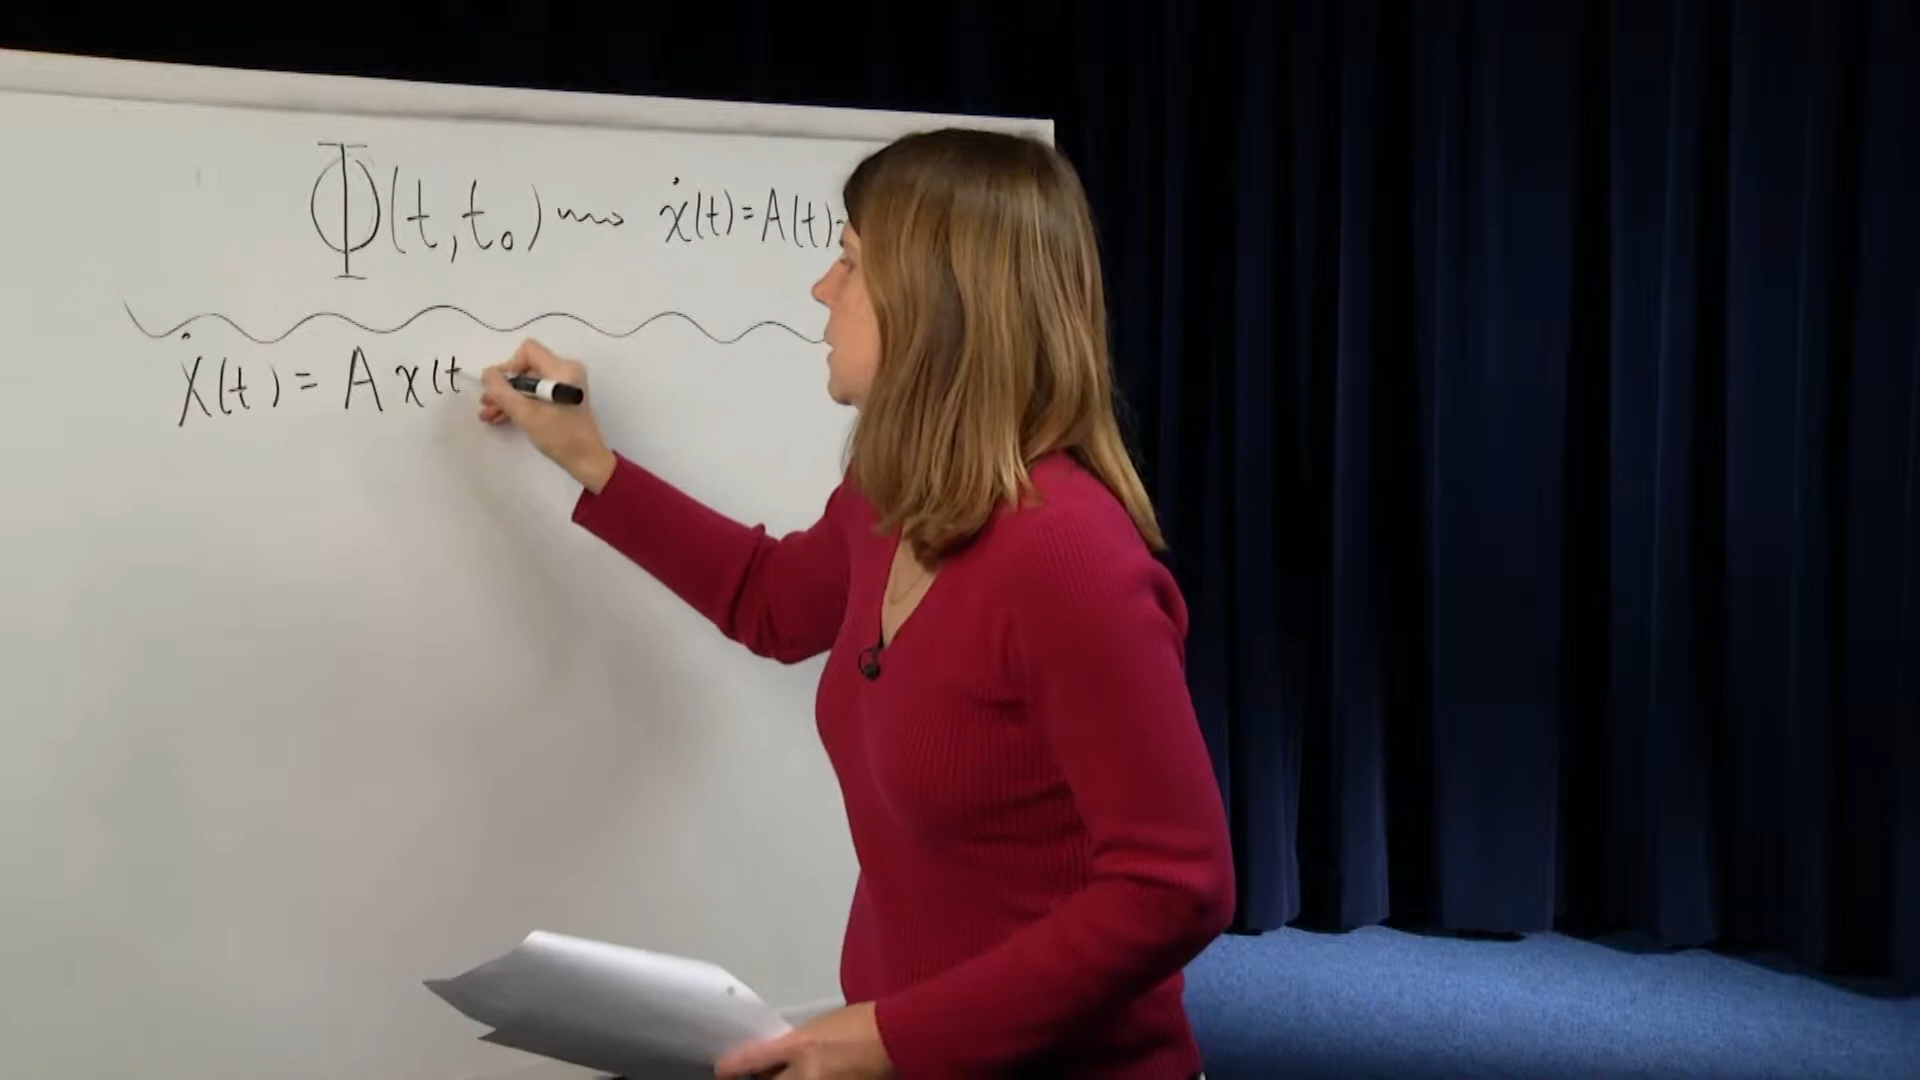 Φ(t,t₀) ⇝ ẋ(t)=A(t)
ẋ(t) = A x(t